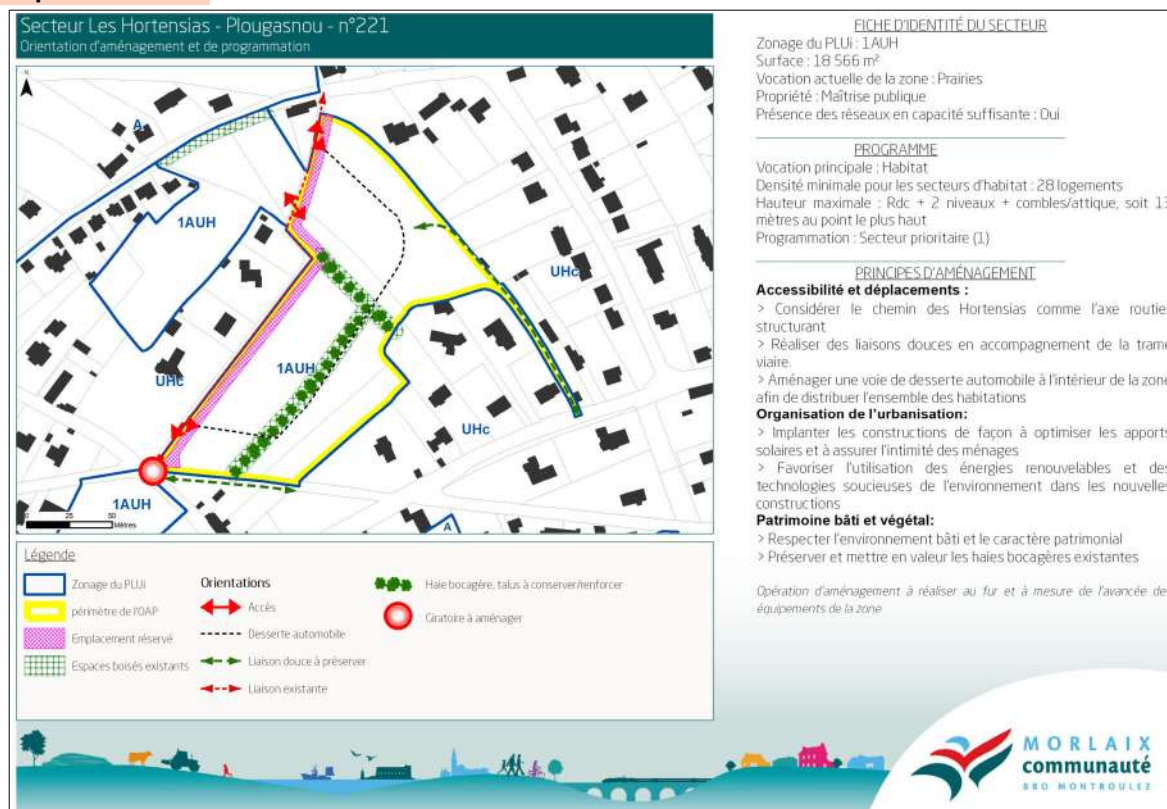 Secteur Les Hortensias - Plougasnou - n°221
Orientation d'aménagement et de programmation
A
1AUH
UHc
1AUH
UHc
UHc
1AUH
A
0 25 50
Mètres
Légende
Zonage du PLUi
périmètre de l'OAP
Emplacement réservé
Espaces boisés existants
Orientations
Accès
Desserte automobile
Liaison douce à préserver
Liaison existante
Haie bocagère, talus à conserver/renforcer
Giratoire à aménager
FICHE D'IDENTITÉ DU SECTEUR
Zonage du PLUi : 1AUH
Surface : 18 566 m²
Vocation actuelle de la zone : Prairies
Propriété : Maîtrise publique
Présence des réseaux en capacité suffisante : Oui
PROGRAMME
Vocation principale : Habitat
Densité minimale pour les secteurs d'habitat : 28 logements
Hauteur maximale : Rdc + 2 niveaux + combles/attique, soit 13
mètres au point le plus haut
Programmation : Secteur prioritaire (1)
PRINCIPES D'AMÉNAGEMENT
Accessibilité et déplacements :
> Considérer le chemin des Hortensias comme l'axe routie
structurant
> Réaliser des liaisons douces en accompagnement de la trame
viaire.
> Aménager une voie de desserte automobile à l'intérieur de la zone
afin de distribuer l'ensemble des habitations
Organisation de l'urbanisation:
> Implanter les constructions de façon à optimiser les apports
solaires et à assurer l'intimité des ménages
> Favoriser l'utilisation des énergies renouvelables et des
technologies soucieuses de l'environnement dans les nouvelles
constructions
Patrimoine bâti et végétal:
> Respecter l'environnement bâti et le caractère patrimonial
> Préserver et mettre en valeur les haies bocagères existantes
Opération d'aménagement à réaliser au fur et à mesure de l'avancée de
équipements de la zone
MORLAIX
communauté
BRO MONTROULEZ